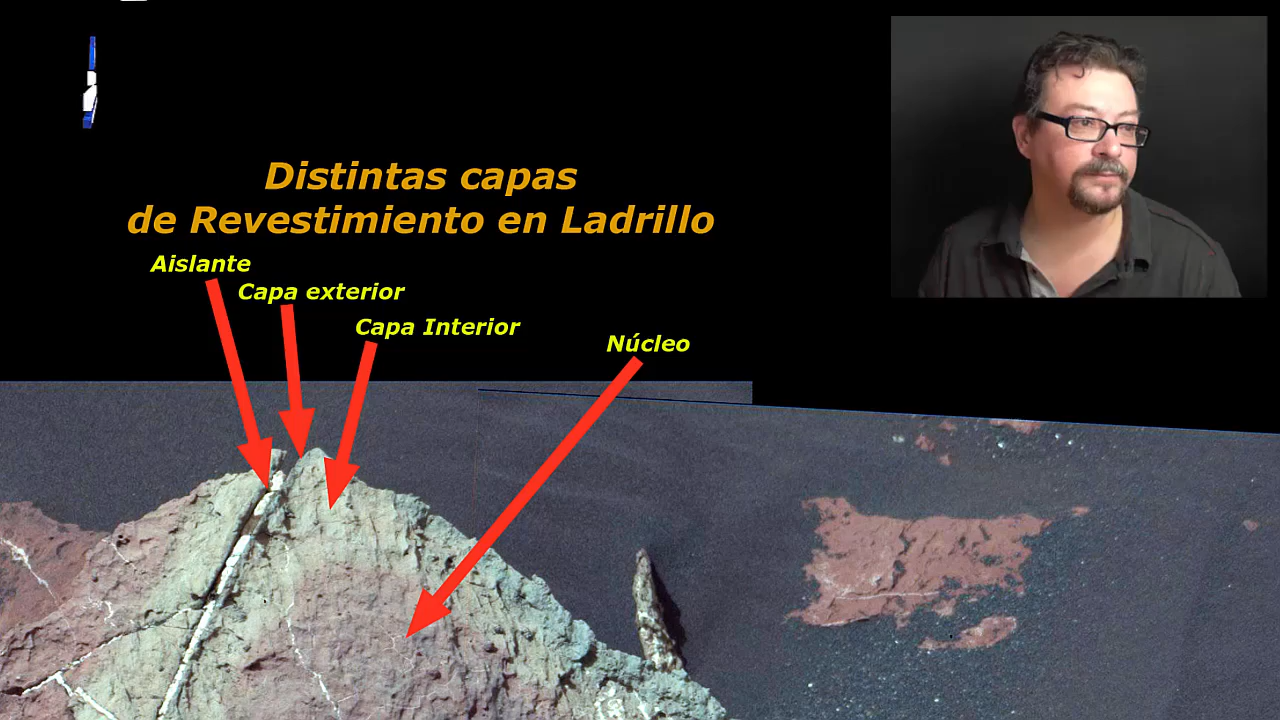 Distintas capas
de Revestimiento en Ladrillo
Aislante
Capa exterior
Capa Interior
Núcleo